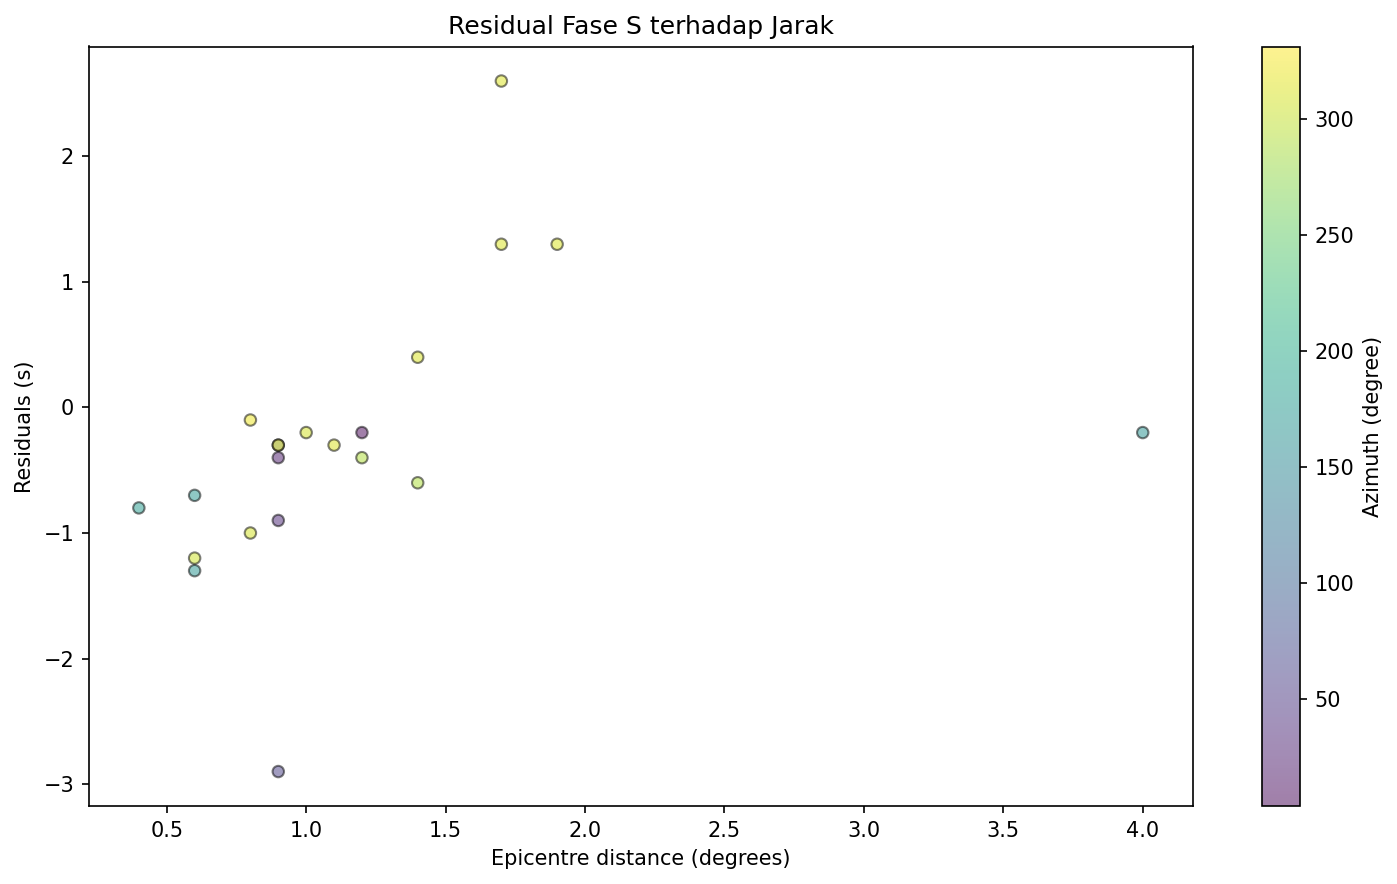 Residual Fase S terhadap Jarak
Residuals (s)
2
1
0
−1
−2
−3
0.5 1.0 1.5 2.0 2.5 3.0 3.5 4.0
Epicentre distance (degrees)
300
250
200
150
100
50
Azimuth (degree)